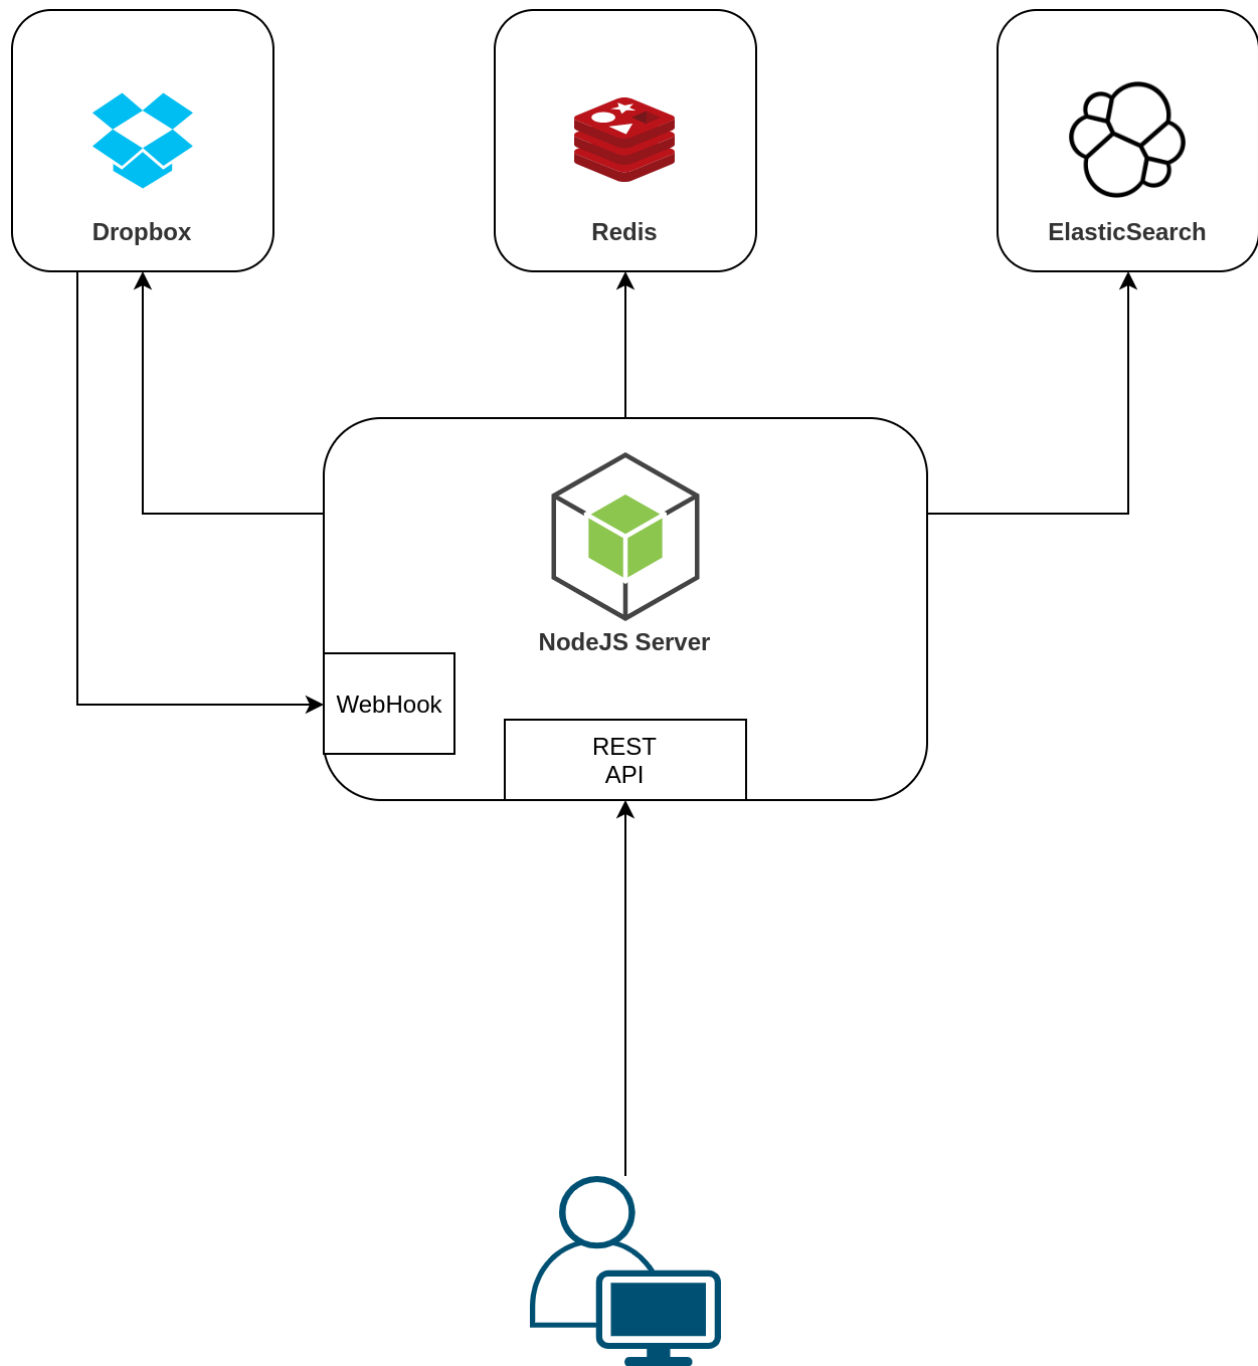 Dropbox
Redis
ElasticSearch
NodeJS Server
WebHook
REST
API